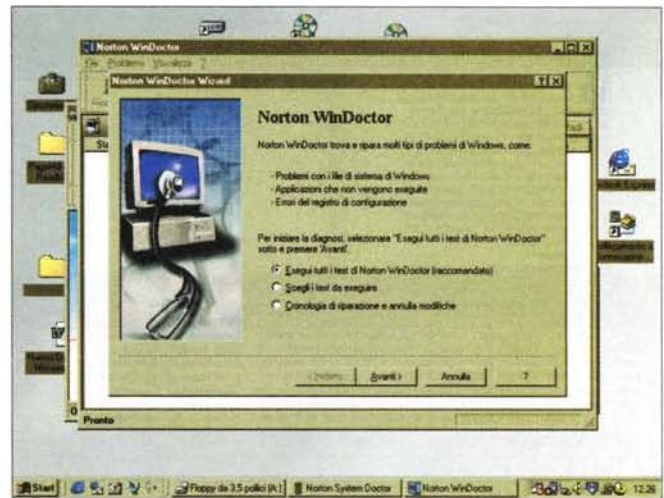 Norton WinDoctor
File Problema Visualizza ?
Norton WinDoctor Wizard
Norton WinDoctor
Norton WinDoctor trova e ripara molti tipi di problemi di Windows, come:
- Problemi con i file di sistema di Windows
- Applicazioni che non vengono eseguite
- Errori del registro di configurazione
Per iniziare la diagnosi, selezionare "Esegui tutti i test di Norton WinDoctor"
sotto e premere 'Avanti'.
Esegui tutti i test di Norton WinDoctor (raccomandato)
Scegli i test da eseguire
Cronologia di riparazione e annulla modifiche
< Indietro
Avanti >
Annulla
?
Pronto
Start
Floppy da 3,5 pollici (A:)
Norton System Doctor
Norton WinDoctor
12.26